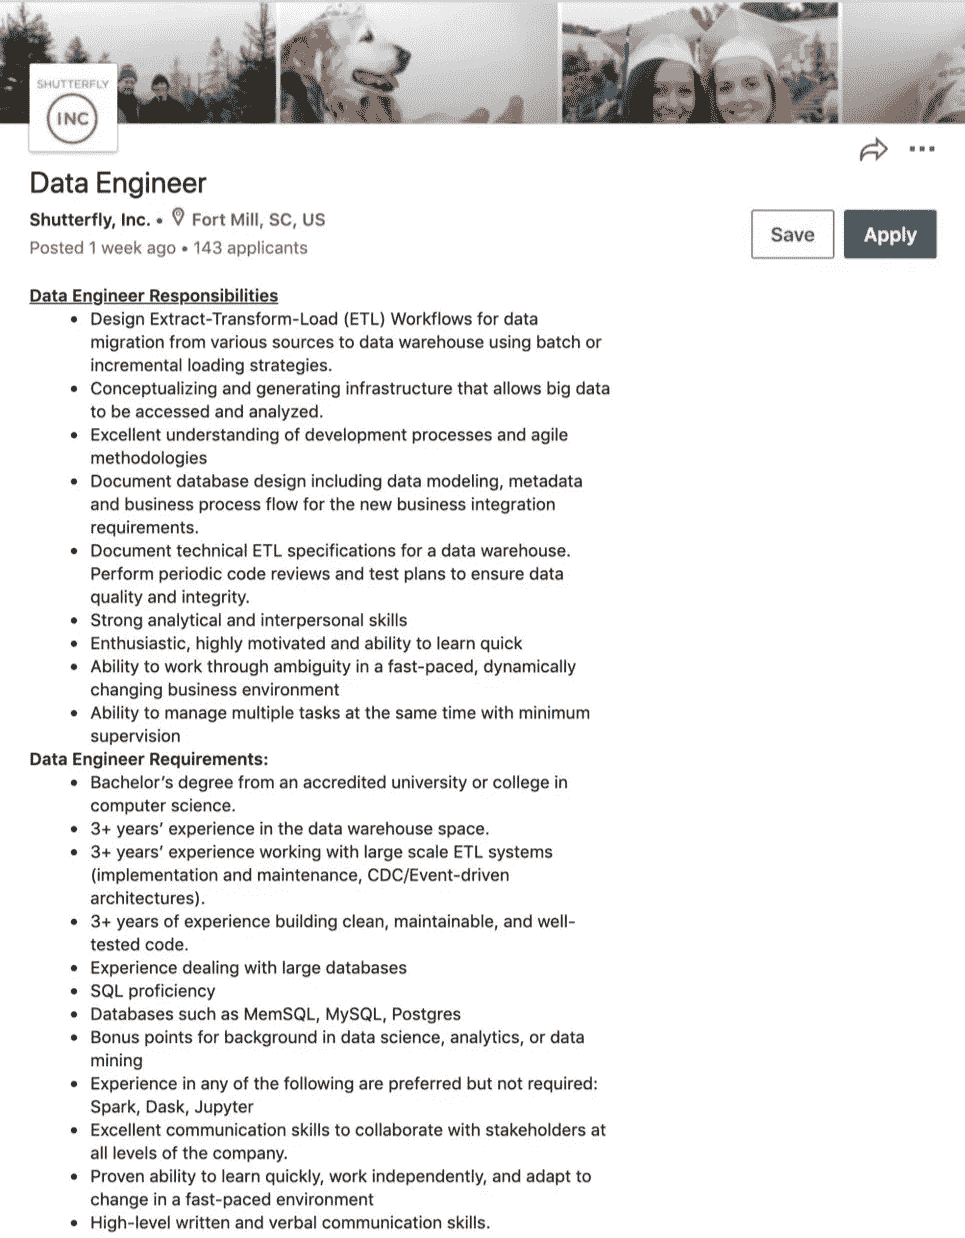 SHUTTERFLY
INC
Data Engineer
Shutterfly, Inc. • Fort Mill, SC, US
Posted 1 week ago • 143 applicants
Save
Apply
Data Engineer Responsibilities
• Design Extract-Transform-Load (ETL) Workflows for data
migration from various sources to data warehouse using batch or
incremental loading strategies.
• Conceptualizing and generating infrastructure that allows big data
to be accessed and analyzed.
• Excellent understanding of development processes and agile
methodologies
• Document database design including data modeling, metadata
and business process flow for the new business integration
requirements.
• Document technical ETL specifications for a data warehouse.
Perform periodic code reviews and test plans to ensure data
quality and integrity.
• Strong analytical and interpersonal skills
• Enthusiastic, highly motivated and ability to learn quick
• Ability to work through ambiguity in a fast-paced, dynamically
changing business environment
• Ability to manage multiple tasks at the same time with minimum
supervision
Data Engineer Requirements:
• Bachelor’s degree from an accredited university or college in
computer science.
• 3+ years’ experience in the data warehouse space.
• 3+ years’ experience working with large scale ETL systems
(implementation and maintenance, CDC/Event-driven
architectures).
• 3+ years of experience building clean, maintainable, and well-
tested code.
• Experience dealing with large databases
• SQL proficiency
• Databases such as MemSQL, MySQL, Postgres
• Bonus points for background in data science, analytics, or data
mining
• Experience in any of the following are preferred but not required:
Spark, Dask, Jupyter
• Excellent communication skills to collaborate with stakeholders at
all levels of the company.
• Proven ability to learn quickly, work independently, and adapt to
change in a fast-paced environment
• High-level written and verbal communication skills.